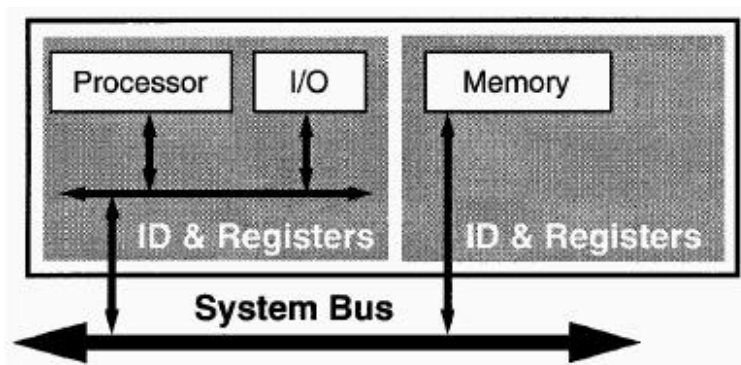 Processor
I/O
Memory
ID & Registers
ID & Registers
System Bus